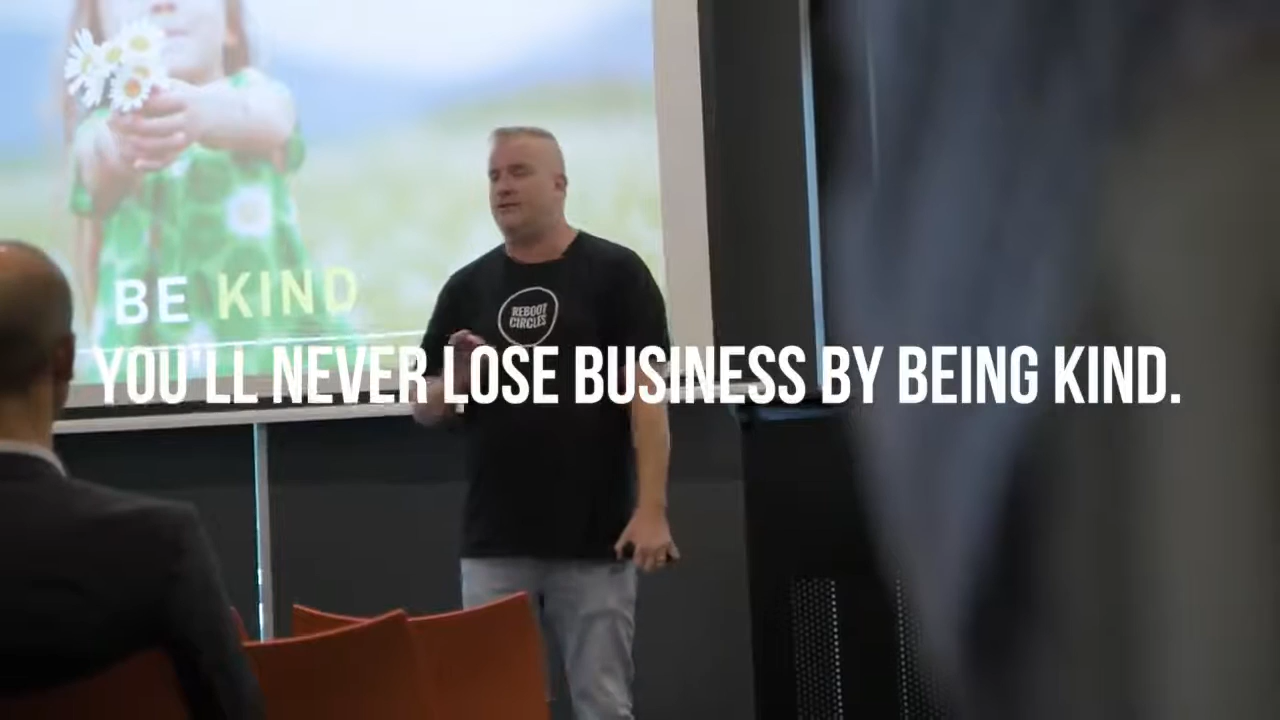 BE KIND
REBOOT
CIRCLES
YOU'LL NEVER LOSE BUSINESS BY BEING KIND.